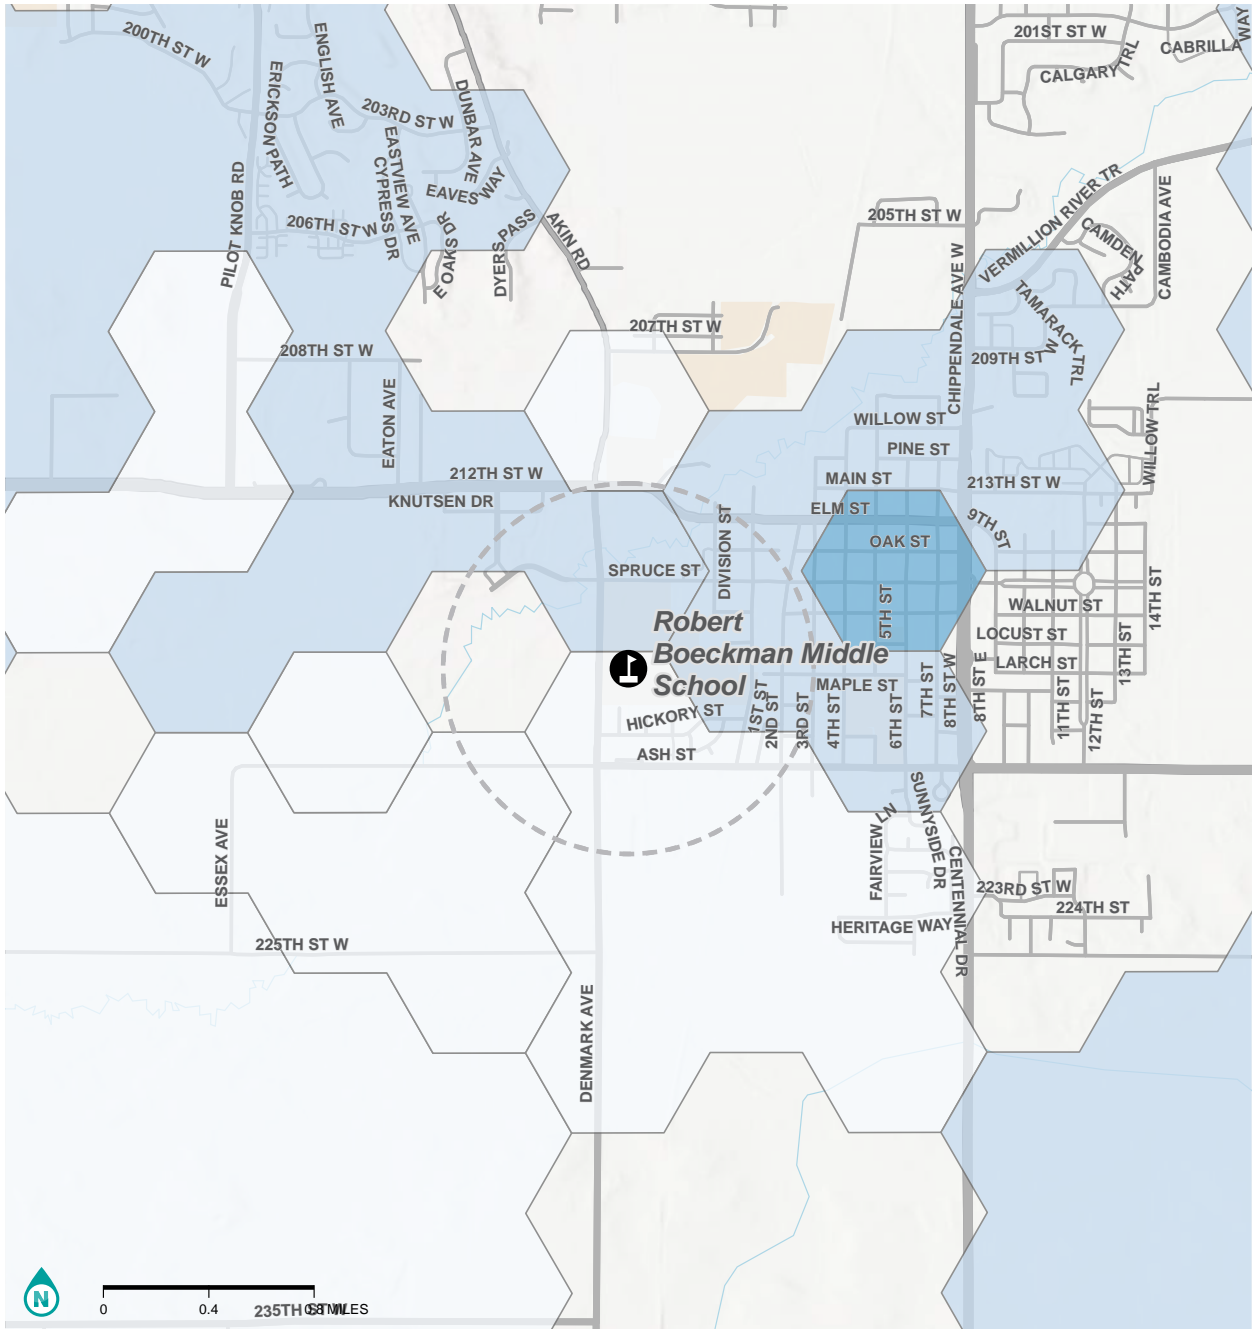 200TH ST W
ENGLISH AVE
ERICKSON PATH
203RD ST W
DUNBAR AVE
EASTVIEW AVE
CYPRESS DR
EAVES WAY
PILOT KNOB RD
206TH ST W
E OAKS DR
DYERS PASS
AKIN RD
201ST ST W
CALGARY TRL
CABRILLA WAY
205TH ST W
VERMILLION RIVER TR
CAMDEN PATH
CAMBODIA AVE
CHIPPENDALE AVE W
TAMARACK TRL
207TH ST W
208TH ST W
209TH ST W
EATON AVE
WILLOW ST
WILLOW TRL
PINE ST
212TH ST W
MAIN ST
213TH ST W
KNUTSEN DR
ELM ST
9TH ST
DIVISION ST
OAK ST
SPRUCE ST
5TH ST
WALNUT ST
14TH ST
Robert
Boeckman Middle
School
LOCUST ST
LARCH ST
13TH ST
MAPLE ST
7TH ST
8TH ST W
8TH ST E
HICKORY ST
1ST ST
2ND ST
3RD ST
4TH ST
6TH ST
11TH ST
12TH ST
ASH ST
ESSEX AVE
FAIRVIEW LN
SUNNYSIDE DR
CENTENNIAL DR
223RD ST W
224TH ST
HERITAGE WAY
225TH ST W
DENMARK AVE
N
0 0.4 0.8 MILES
235TH ST W